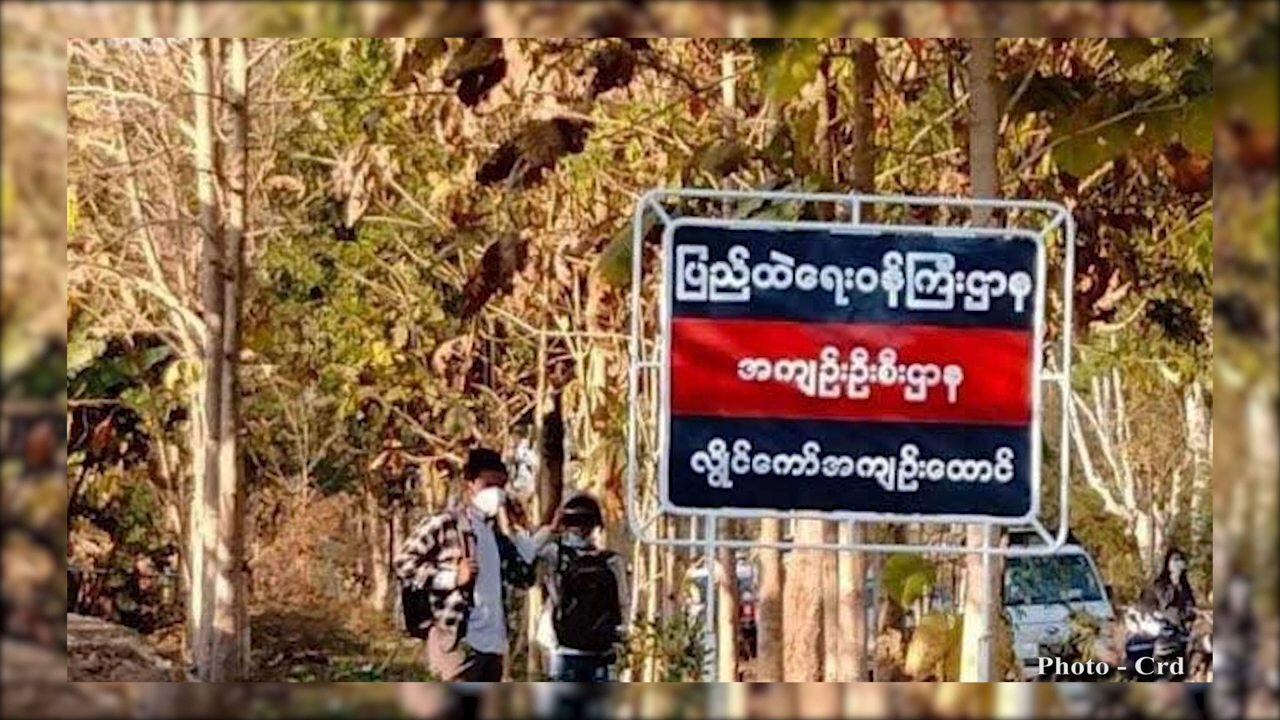 ပြည်ထဲရေးဝန်ကြီးဌာန
အကျဉ်းဦးစီးဌာန
လွိုင်ကော်အကျဉ်းထောင်
Photo - Crd